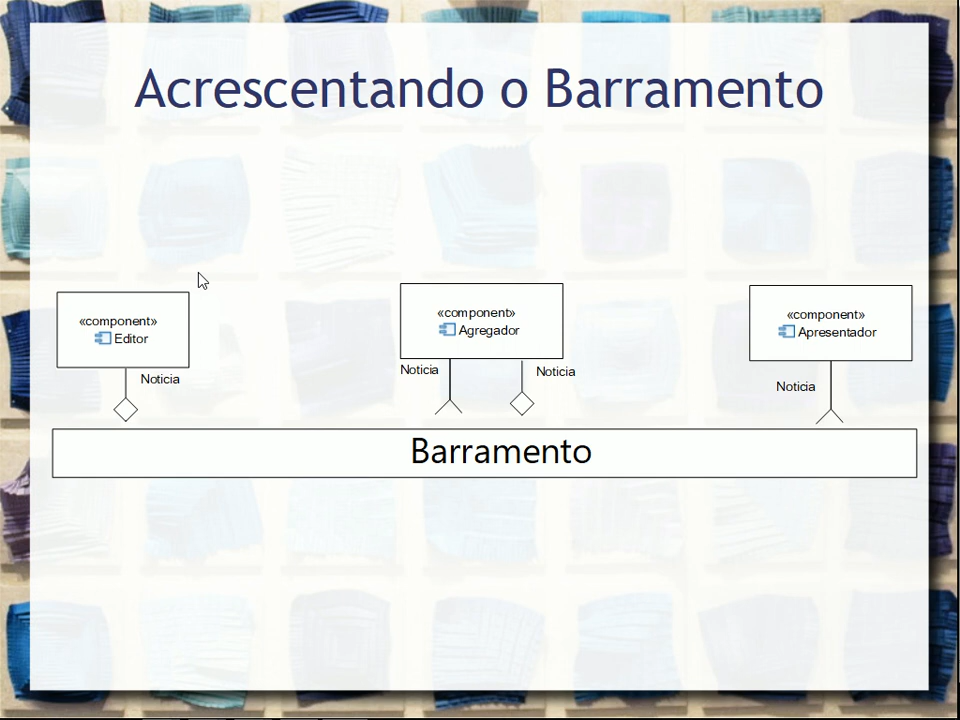 Acrescentando o Barramento
«component»
Editor
«component»
Agregador
«component»
Apresentador
Noticia
Noticia
Noticia
Noticia
Barramento